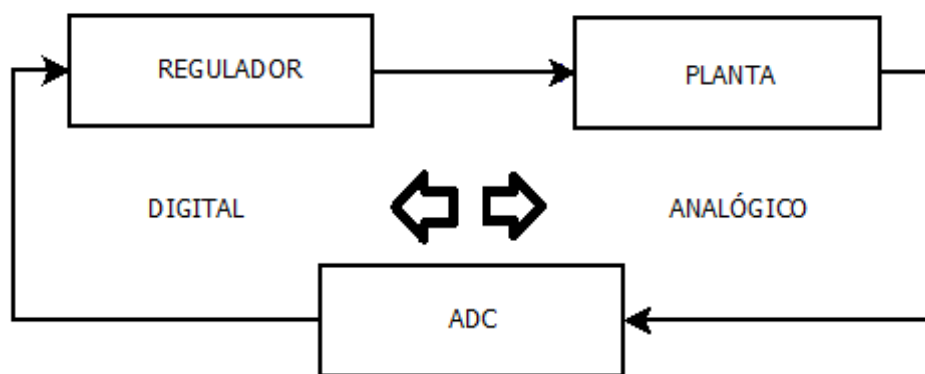 REGULADOR
PLANTA
DIGITAL
ANALÓGICO
ADC